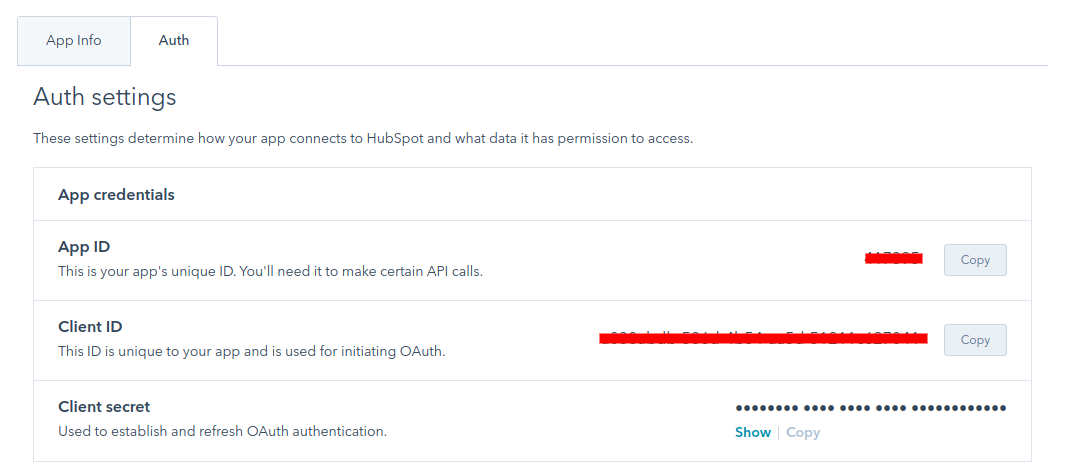 App Info
Auth
Auth settings
These settings determine how your app connects to HubSpot and what data it has permission to access.
App credentials
App ID
This is your app's unique ID. You'll need it to make certain API calls.
Copy
Client ID
This ID is unique to your app and is used for initiating OAuth.
Copy
Client secret
Used to establish and refresh OAuth authentication.
•••••••• •••• •••• •••• ••••••••••••
Show | Copy